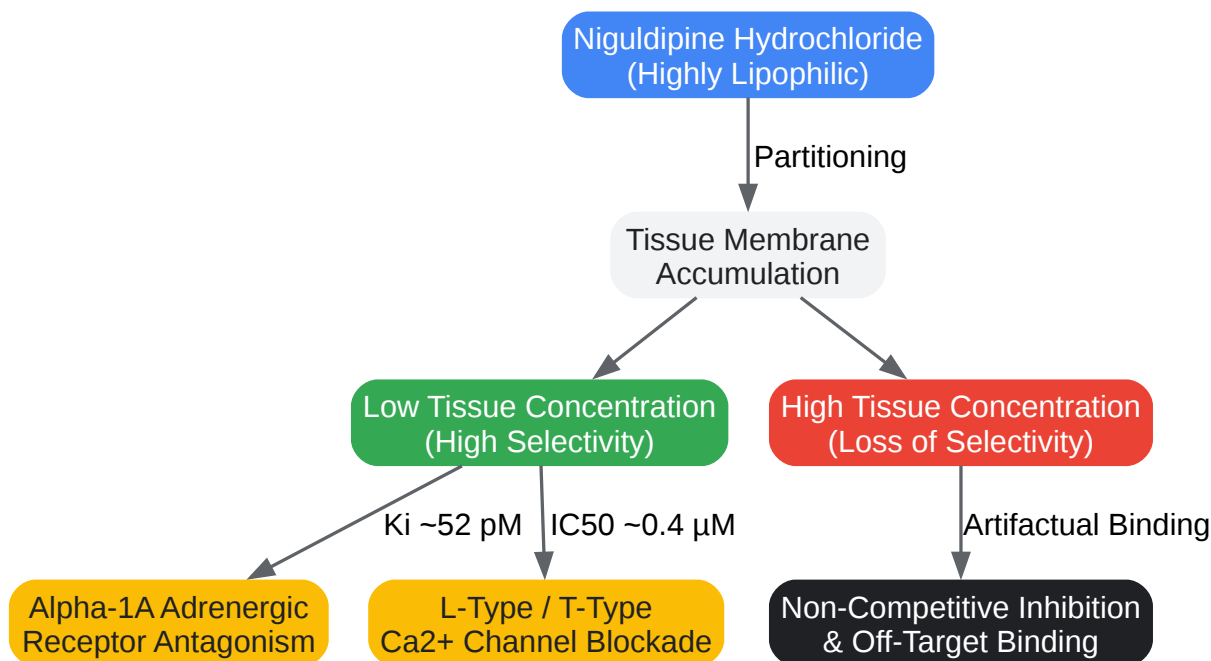 Niguldipine Hydrochloride
(Highly Lipophilic)
Partitioning
Tissue Membrane
Accumulation
Low Tissue Concentration
(High Selectivity)
High Tissue Concentration
(Loss of Selectivity)
Ki ~52 pM
IC50 ~0.4 µM
Artifactual Binding
Alpha-1A Adrenergic
Receptor Antagonism
L-Type / T-Type
Ca2+ Channel Blockade
Non-Competitive Inhibition
& Off-Target Binding